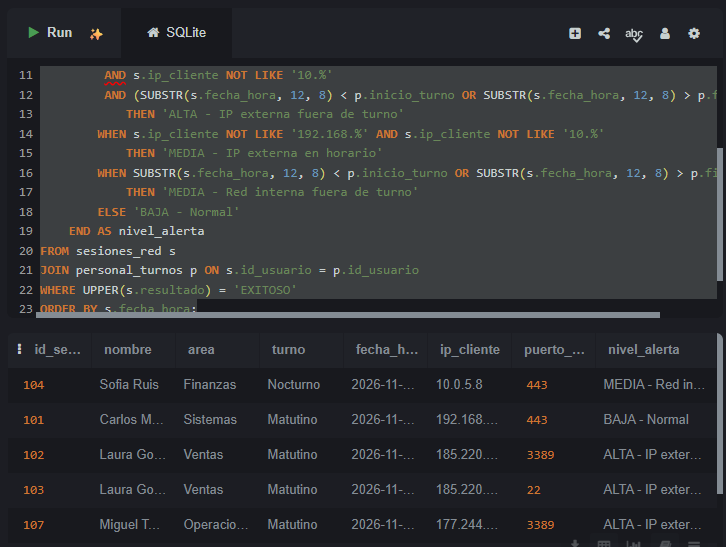 Run
SQLite
abc
11 AND s.ip_cliente NOT LIKE '10.%'
12 AND (SUBSTR(s.fecha_hora, 12, 8) < p.inicio_turno OR SUBSTR(s.fecha_hora, 12, 8) > p.f
13 THEN 'ALTA - IP externa fuera de turno'
14 WHEN s.ip_cliente NOT LIKE '192.168.%' AND s.ip_cliente NOT LIKE '10.%'
15 THEN 'MEDIA - IP externa en horario'
16 WHEN SUBSTR(s.fecha_hora, 12, 8) < p.inicio_turno OR SUBSTR(s.fecha_hora, 12, 8) > p.fi
17 THEN 'MEDIA - Red interna fuera de turno'
18 ELSE 'BAJA - Normal'
19 END AS nivel_alerta
20 FROM sesiones_red s
21 JOIN personal_turnos p ON s.id_usuario = p.id_usuario
22 WHERE UPPER(s.resultado) = 'EXITOSO'
23 ORDER BY s.fecha_hora;
id_se... nombre area turno fecha_h... ip_cliente puerto_... nivel_alerta
104 Sofia Ruis Finanzas Nocturno 2026-11-... 10.0.5.8 443 MEDIA - Red in...
101 Carlos M... Sistemas Matutino 2026-11-... 192.168.... 443 BAJA - Normal
102 Laura Go... Ventas Matutino 2026-11-... 185.220.... 3389 ALTA - IP exter...
103 Laura Go... Ventas Matutino 2026-11-... 185.220.... 22 ALTA - IP exter...
107 Miguel T... Operacio... Matutino 2026-11-... 177.244.... 3389 ALTA - IP exter...